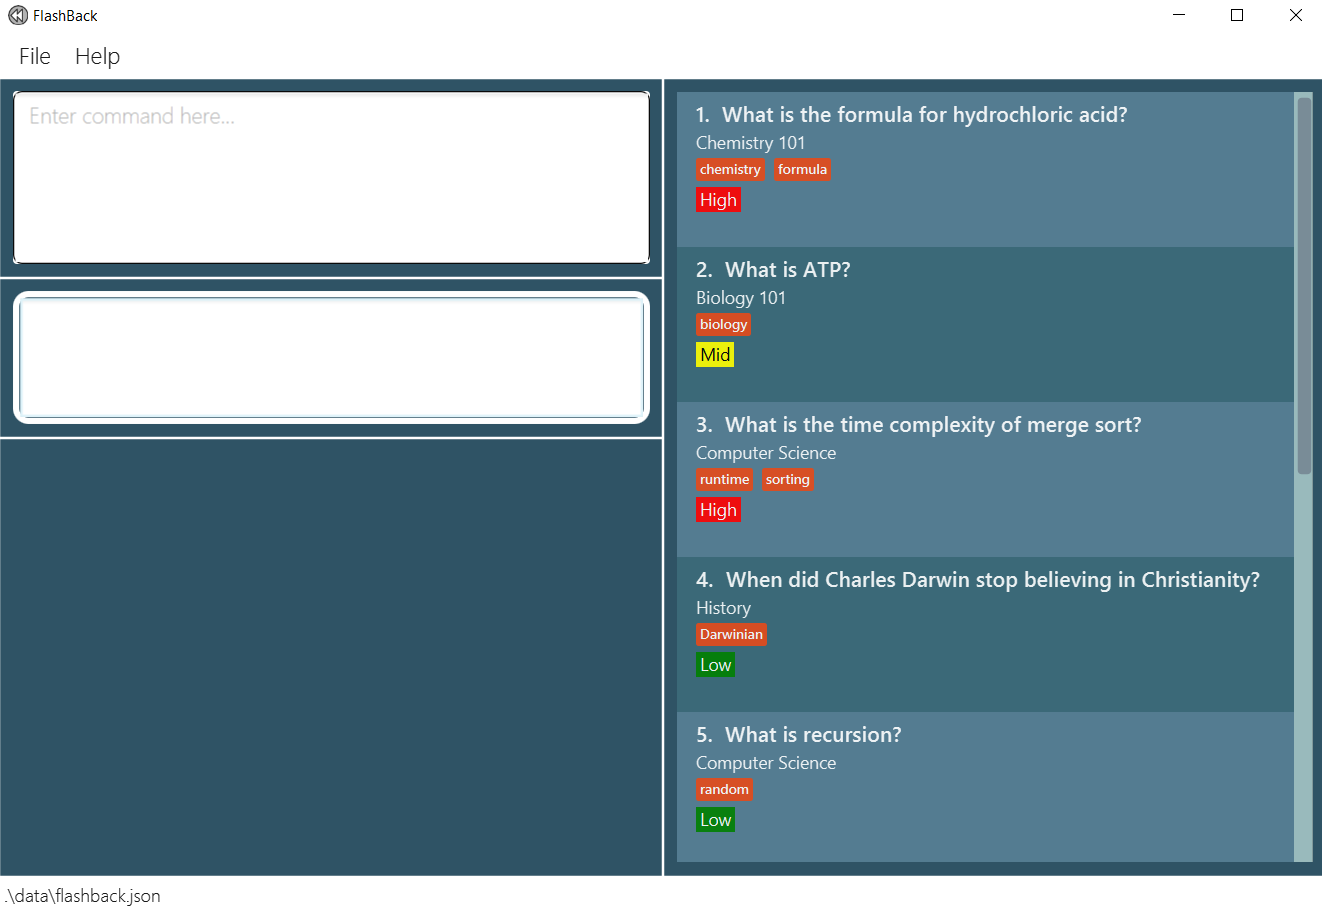 FlashBack
File Help
Enter command here...
1. What is the formula for hydrochloric acid?
Chemistry 101
chemistry formula
High
2. What is ATP?
Biology 101
biology
Mid
3. What is the time complexity of merge sort?
Computer Science
runtime sorting
High
4. When did Charles Darwin stop believing in Christianity?
History
Darwinian
Low
5. What is recursion?
Computer Science
random
Low
.\data\flashback.json